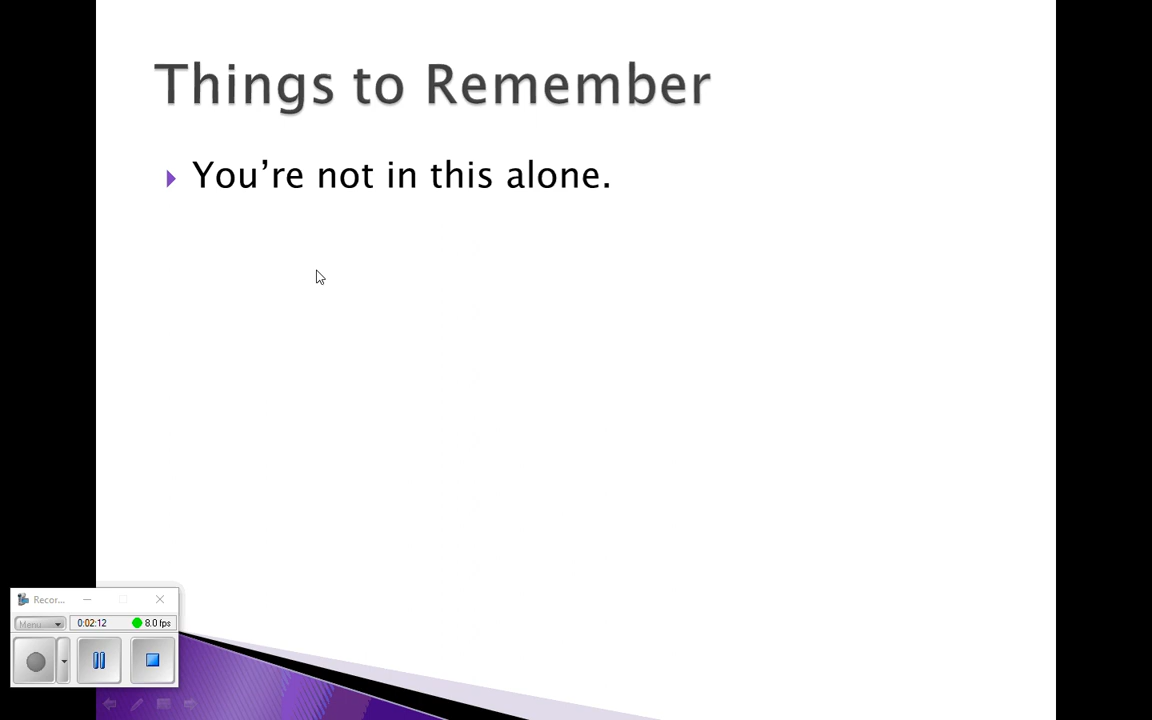 Things to Remember
You’re not in this alone.
Recor...
Menu
0:02:12
8.0 fps